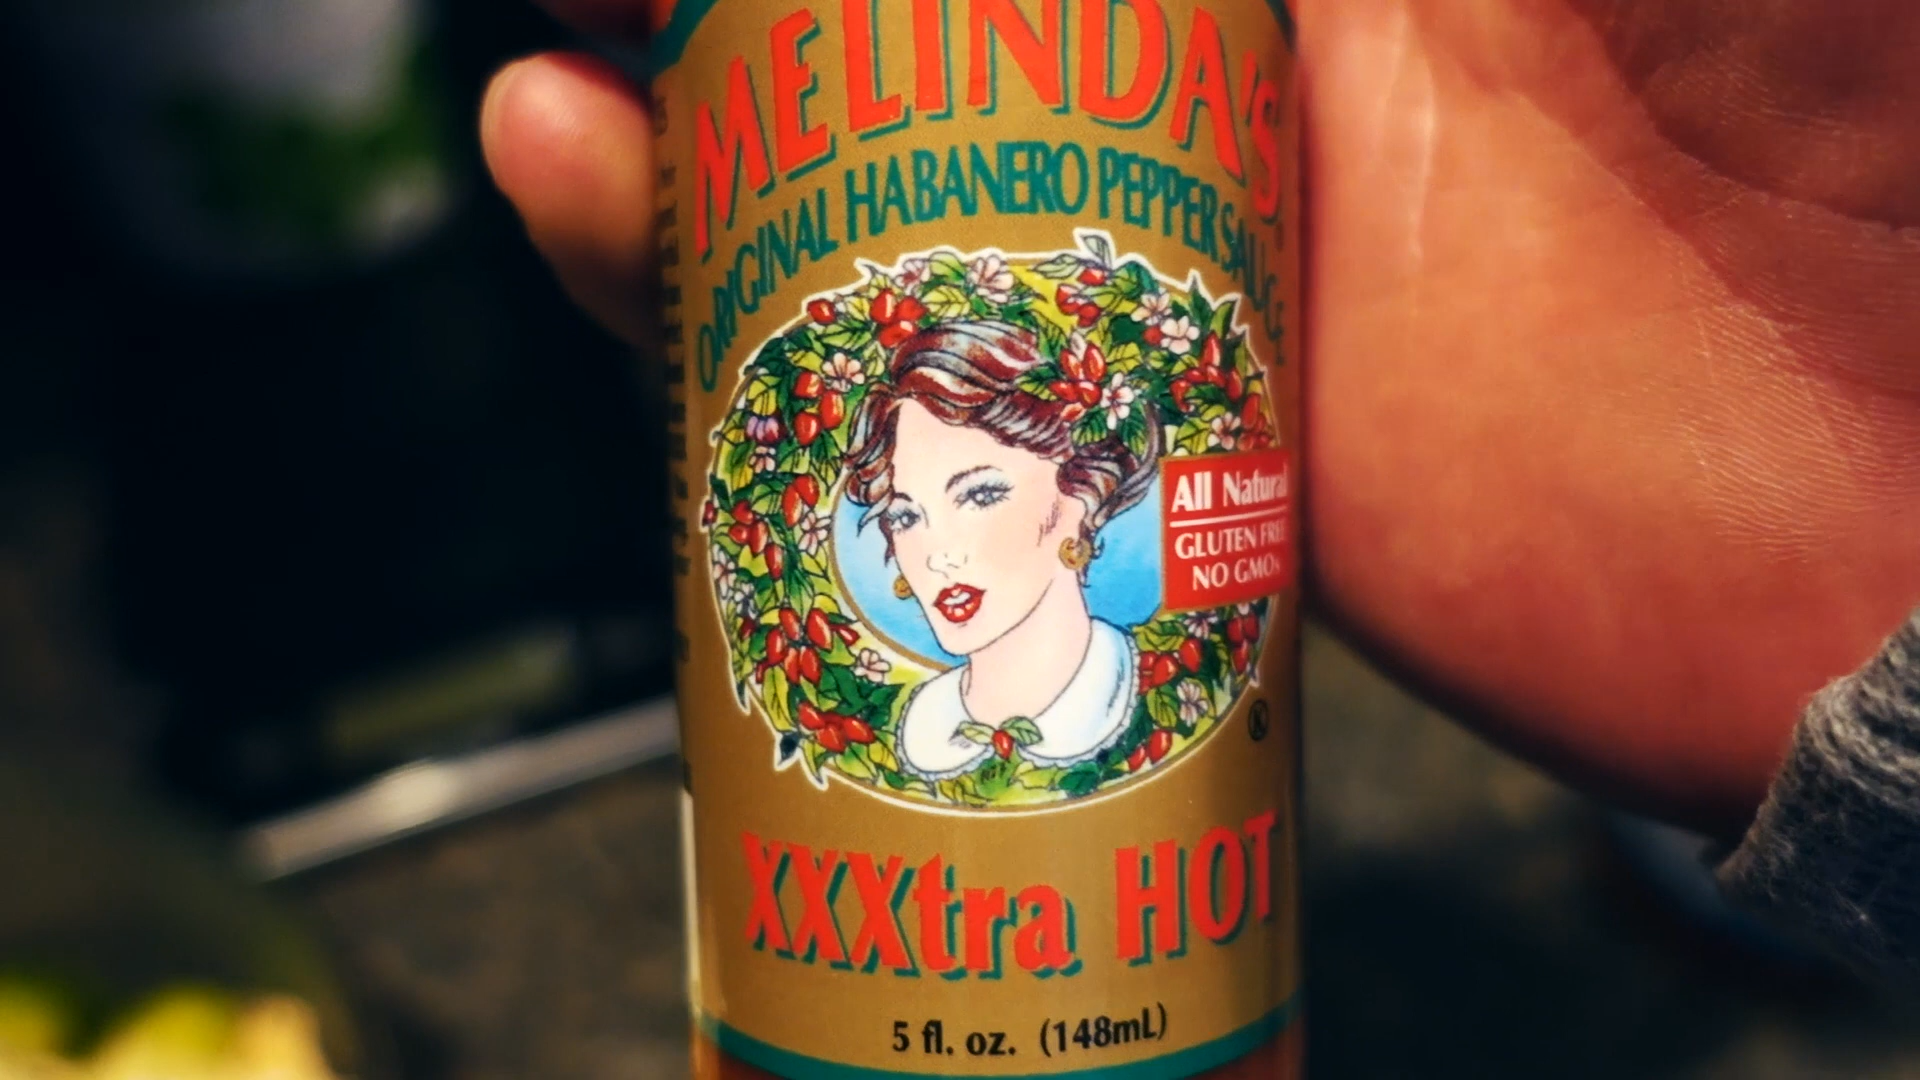 MELINDA'S
ORIGINAL HABANERO PEPPER SAUCE
All Natural
GLUTEN FREE
NO GMOs
K
XXXtra HOT
5 fl. oz. (148mL)